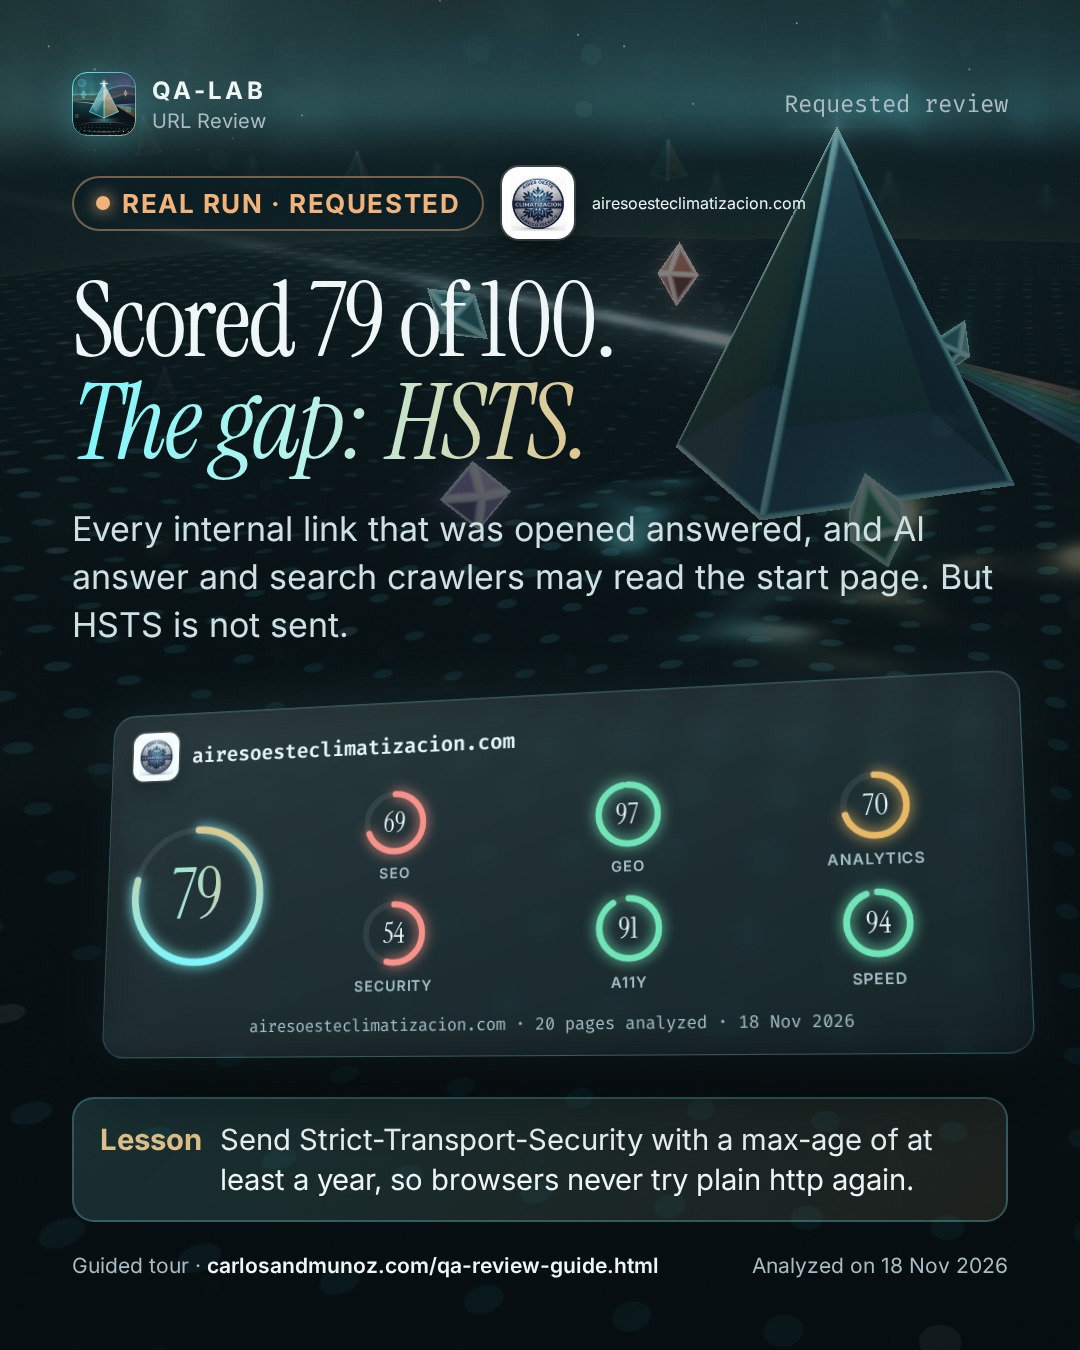 QA-LAB
URL Review
Requested review
REAL RUN · REQUESTED
AIRES OESTE
CLIMATIZACION
airesoesteclimatizacion.com
Scored 79 of 100.
The gap: HSTS.
Every internal link that was opened answered, and AI
answer and search crawlers may read the start page. But
HSTS is not sent.
airesoesteclimatizacion.com
79
69
SEO
97
GEO
70
ANALYTICS
54
SECURITY
91
A11Y
94
SPEED
airesoesteclimatizacion.com · 20 pages analyzed · 18 Nov 2026
Lesson Send Strict-Transport-Security with a max-age of at
least a year, so browsers never try plain http again.
Guided tour · carlosandmunoz.com/qa-review-guide.html
Analyzed on 18 Nov 2026